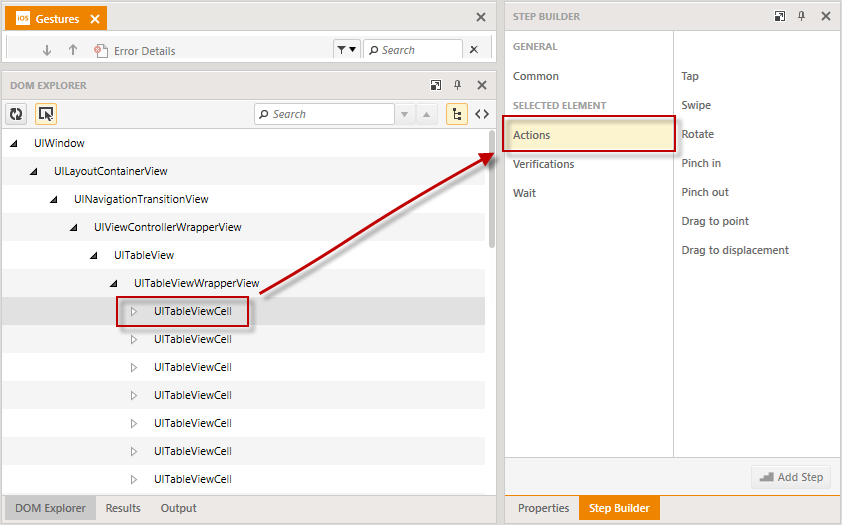 iOS Gestures
Error Details
Search
DOM EXPLORER
Search
UIWindow
UILayoutContainerView
UINavigationTransitionView
UIViewControllerWrapperView
UITableView
UITableViewWrapperView
UITableViewCell
UITableViewCell
UITableViewCell
UITableViewCell
UITableViewCell
UITableViewCell
UITableViewCell
DOM Explorer
Results
Output
STEP BUILDER
GENERAL
Common
SELECTED ELEMENT
Actions
Verifications
Wait
Tap
Swipe
Rotate
Pinch in
Pinch out
Drag to point
Drag to displacement
Add Step
Properties
Step Builder